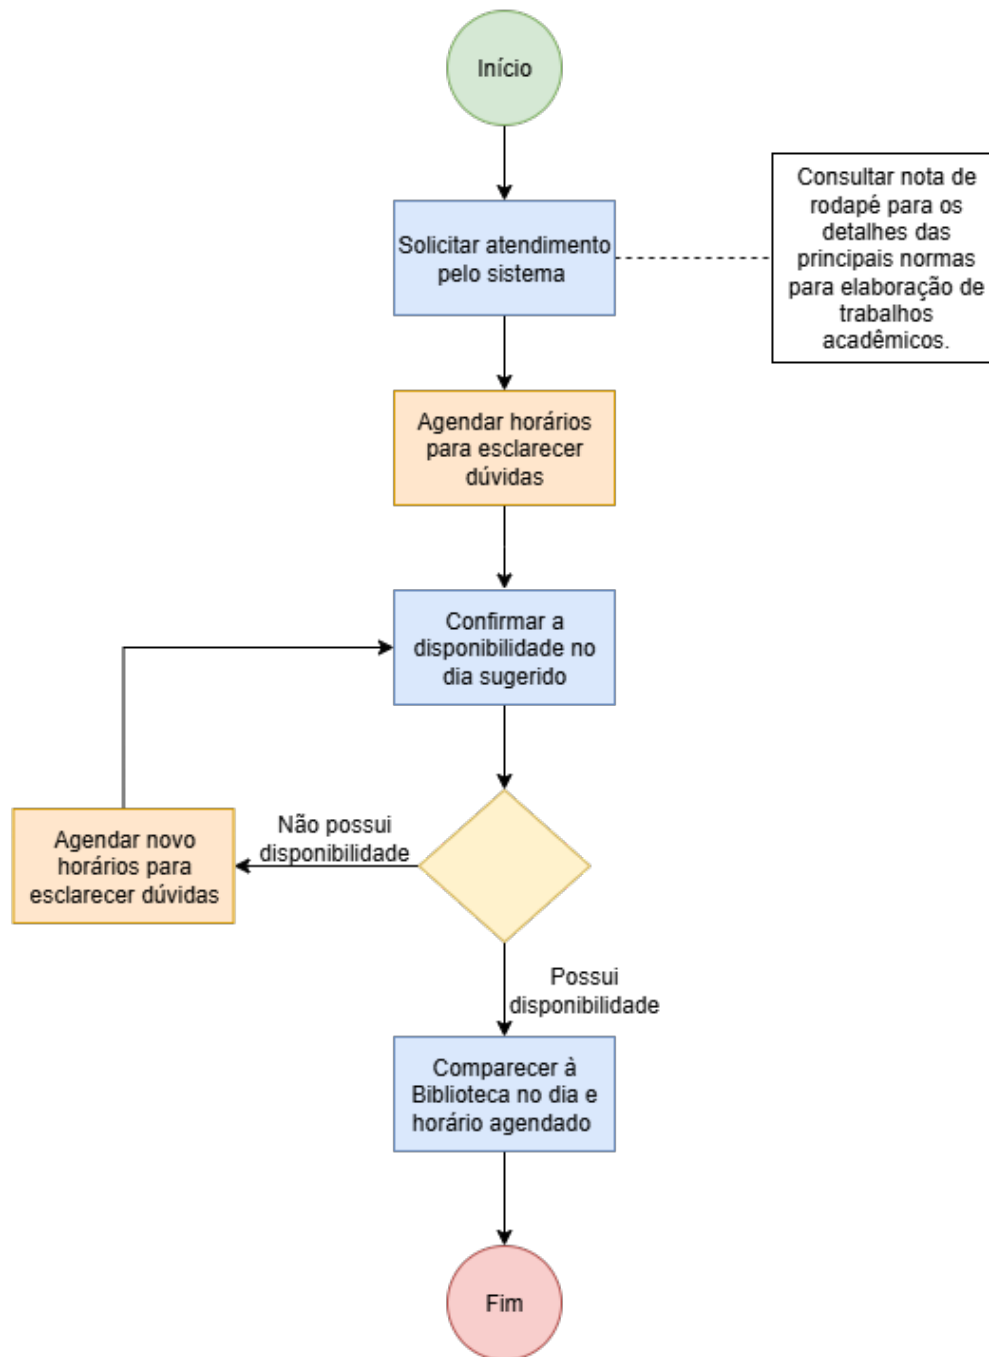 Início
Solicitar atendimento
pelo sistema
Consultar nota de
rodapé para os
detalhes das
principais normas
para elaboração de
trabalhos
acadêmicos.
Agendar horários
para esclarecer
dúvidas
Confirmar a
disponibilidade no
dia sugerido
Não possui
disponibilidade
Agendar novo
horários para
esclarecer dúvidas
Possui
disponibilidade
Comparecer à
Biblioteca no dia e
horário agendado
Fim